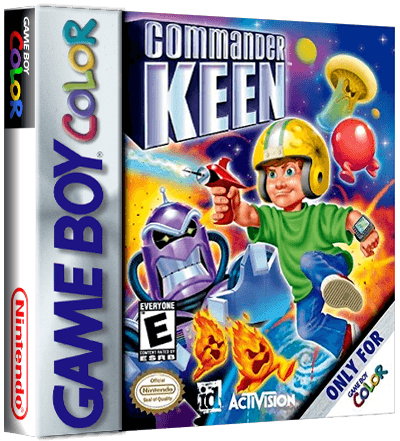 GAME BOY
COLOR
Nintendo
GAME BOY COLOR
COMMANDER
KEEN
EVERYONE
E
CONTENT RATED BY
ESRB
Official
Nintendo
Seal of Quality
id
ACTIVISION
ONLY FOR
GAME BOY
COLOR